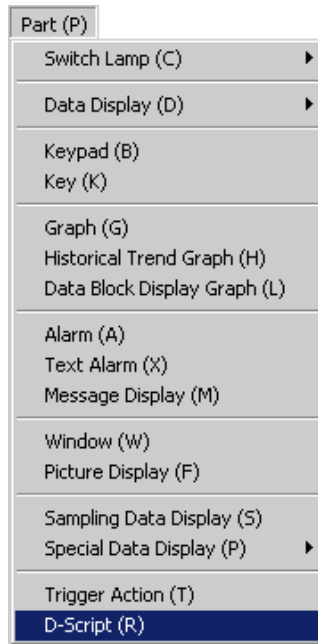 Part (P)
Switch Lamp (C)
Data Display (D)
Keypad (B)
Key (K)
Graph (G)
Historical Trend Graph (H)
Data Block Display Graph (L)
Alarm (A)
Text Alarm (X)
Message Display (M)
Window (W)
Picture Display (F)
Sampling Data Display (S)
Special Data Display (P)
Trigger Action (T)
D-Script (R)